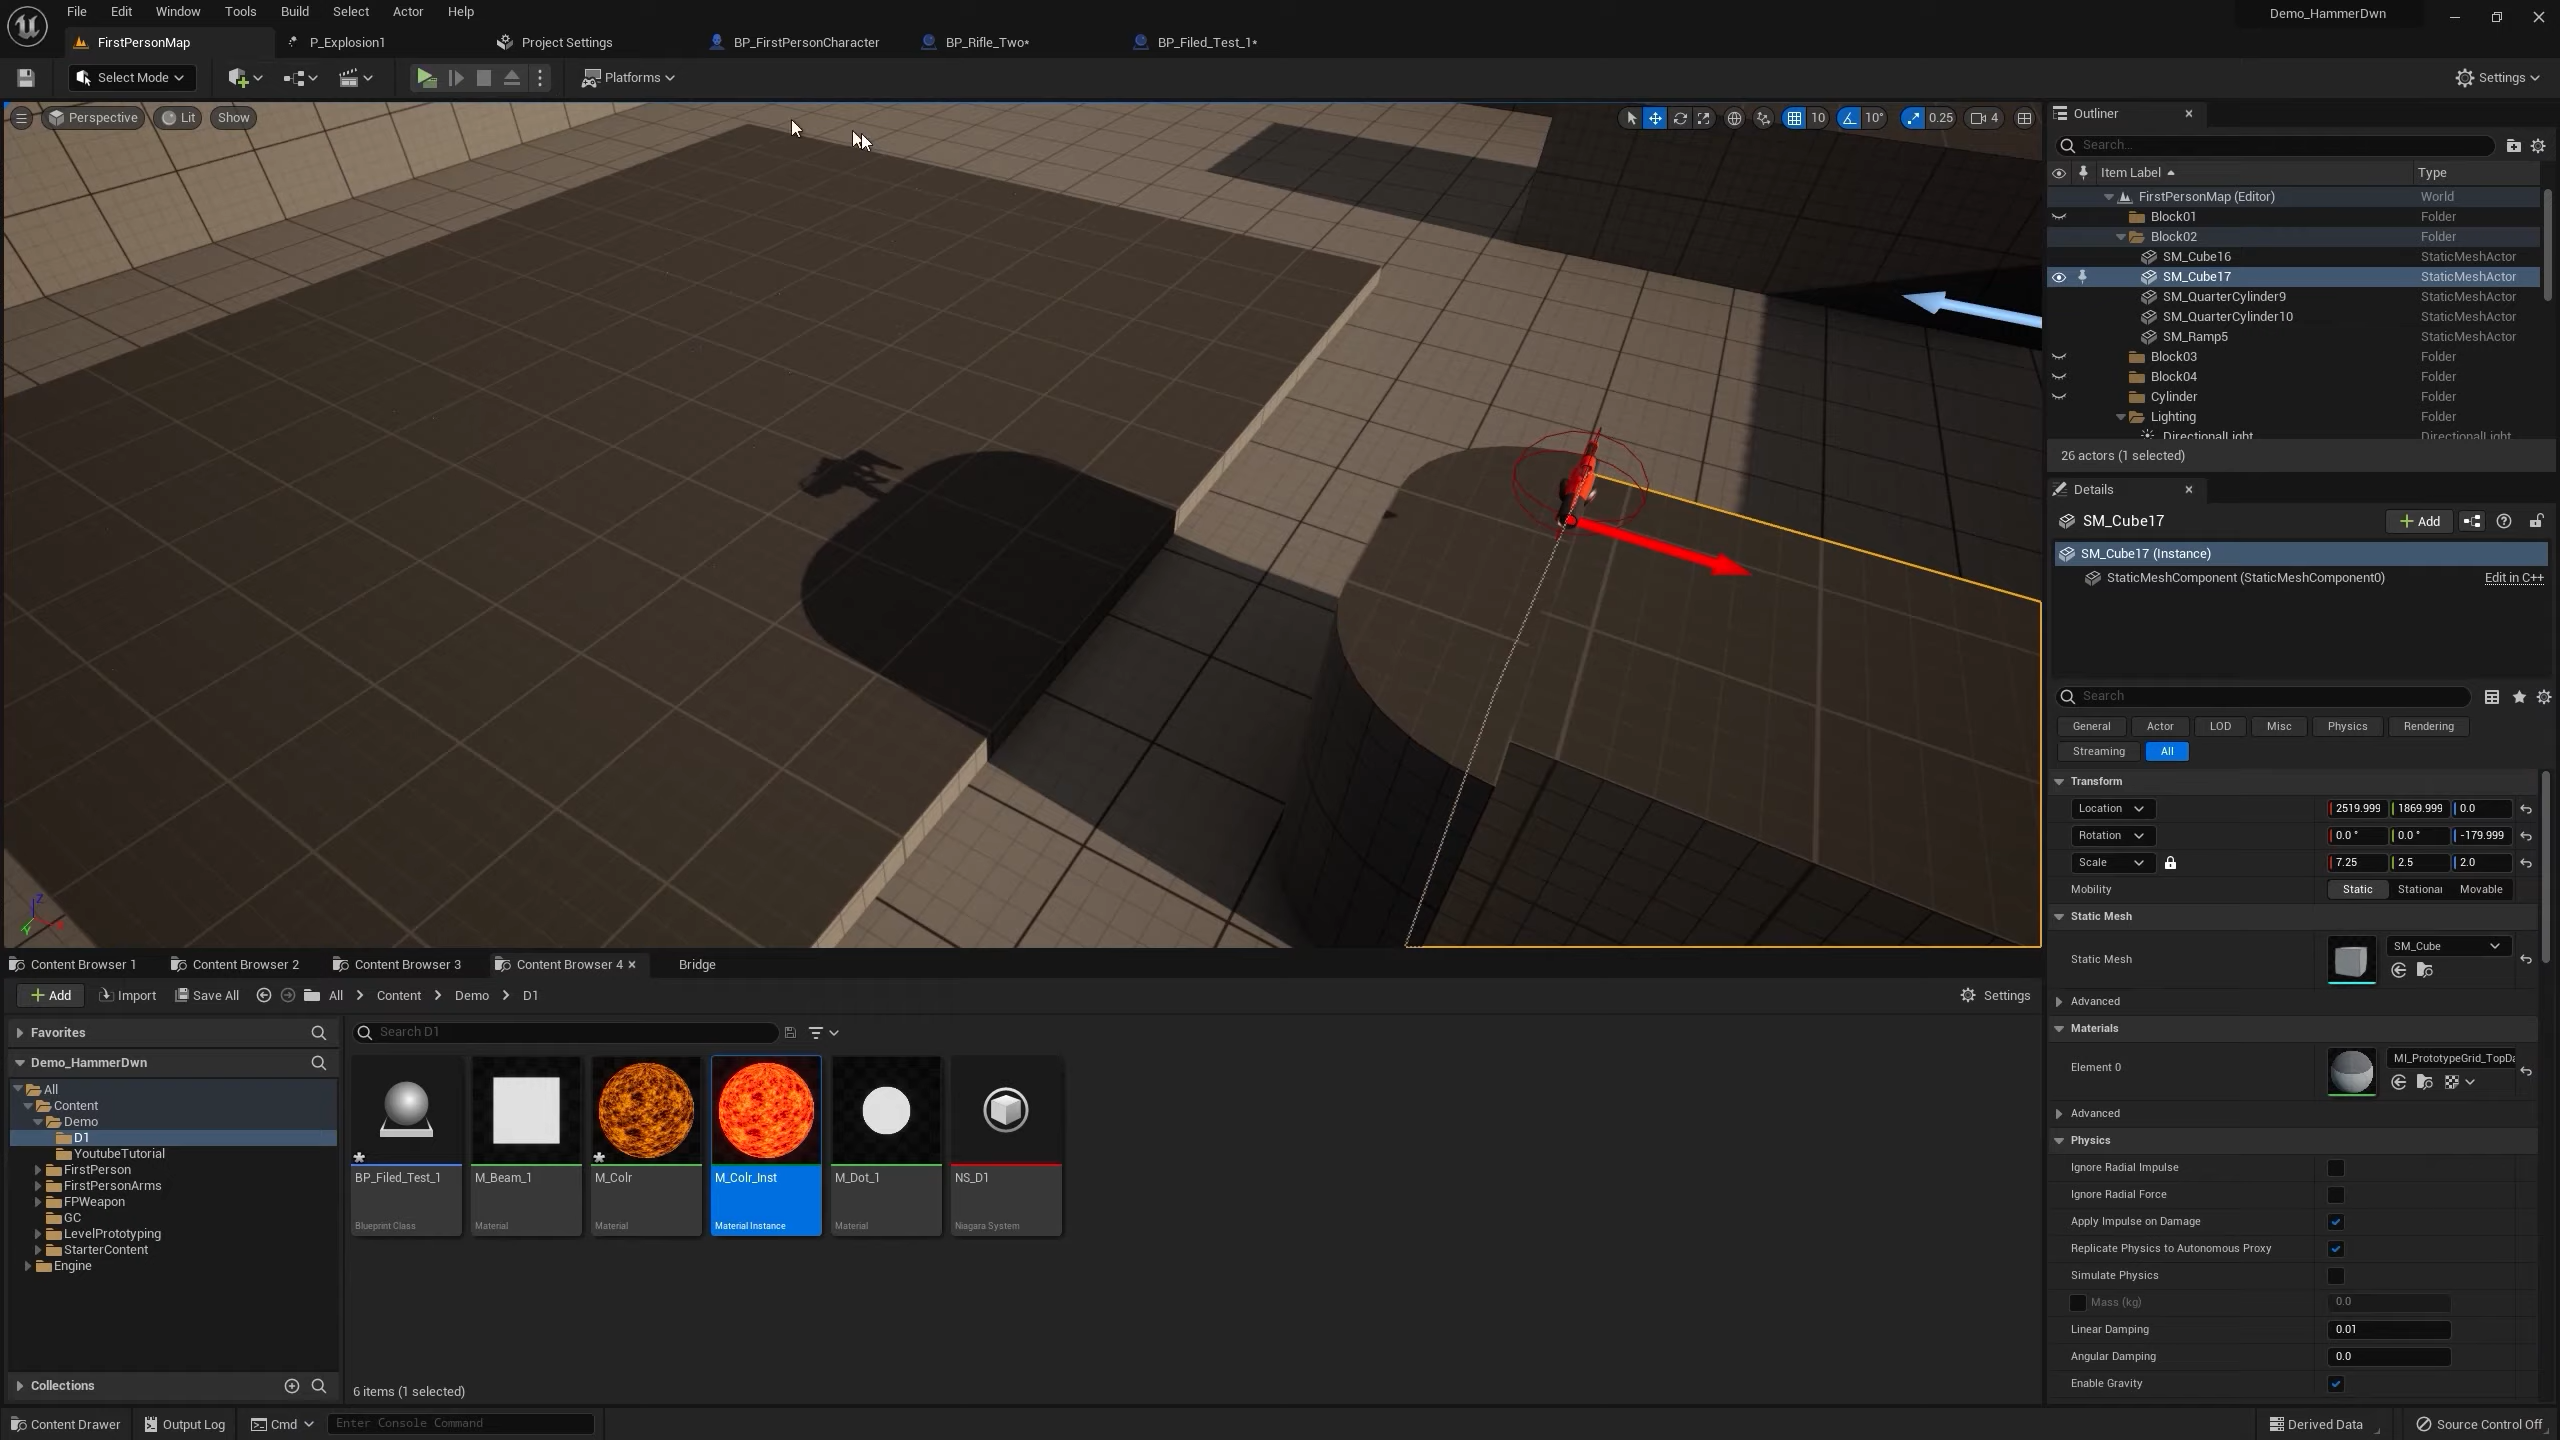 File Edit Window Tools Build Select Actor Help
Demo_HammerDwn
FirstPersonMap P_Explosion1 Project Settings BP_FirstPersonCharacter BP_Rifle_Two* BP_Filed_Test_1*
Select Mode Platforms Settings
Perspective Lit Show 10 10° 0.25 4
Outliner
Search...
Item Label Type
FirstPersonMap (Editor) World
Block01 Folder
Block02 Folder
SM_Cube16 StaticMeshActor
SM_Cube17 StaticMeshActor
SM_QuarterCylinder9 StaticMeshActor
SM_QuarterCylinder10 StaticMeshActor
SM_Ramp5 StaticMeshActor
Block03 Folder
Block04 Folder
Cylinder Folder
Lighting Folder
DirectionalLight DirectionalLight
26 actors (1 selected)
Details
SM_Cube17 Add
SM_Cube17 (Instance)
StaticMeshComponent (StaticMeshComponent0) Edit in C++
Search
General Actor LOD Misc Physics Rendering
Streaming All
Transform
Location 2519.999 1869.999 0.0
Rotation 0.0 ° 0.0 ° -179.999
Scale 7.25 2.5 2.0
Mobility Static Stationar Movable
Static Mesh
Static Mesh SM_Cube
Advanced
Materials
Element 0 MI_PrototypeGrid_TopDa
Advanced
Physics
Ignore Radial Impulse
Ignore Radial Force
Apply Impulse on Damage
Replicate Physics to Autonomous Proxy
Simulate Physics
Mass (kg) 0.0
Linear Damping 0.01
Angular Damping 0.0
Enable Gravity
Z
Content Browser 1 Content Browser 2 Content Browser 3 Content Browser 4 Bridge
Add Import Save All All Content Demo D1 Settings
Favorites
Search D1
Demo_HammerDwn
All
Content
Demo
D1
YoutubeTutorial
FirstPerson
FirstPersonArms
FPWeapon
GC
LevelPrototyping
StarterContent
Engine
Collections
BP_Filed_Test_1 M_Beam_1 M_Colr M_Colr_Inst M_Dot_1 NS_D1
Blueprint Class Material Material Material Instance Material Niagara System
6 items (1 selected)
Content Drawer Output Log Cmd Enter Console Command Derived Data Source Control Off